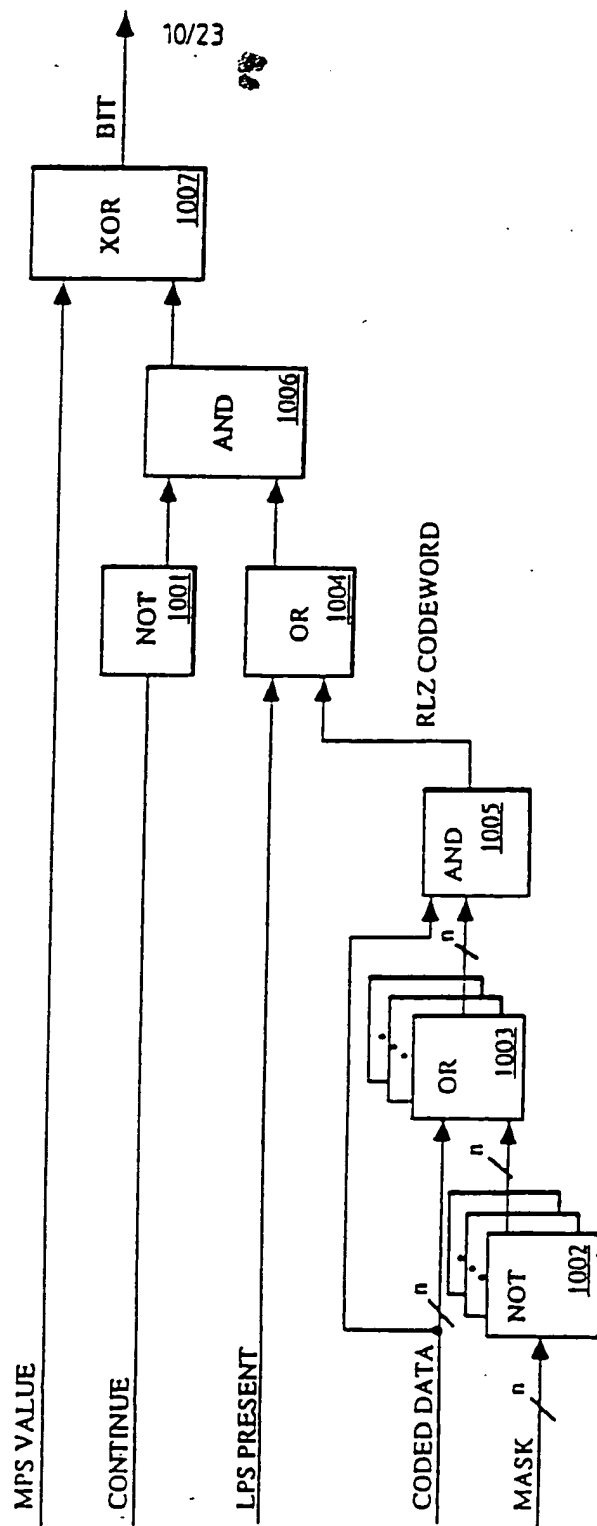 10/23
MPS VALUE
CONTINUE
LPS PRESENT
CODED DATA
MASK
n
n
NOT
1002
n
OR
1003
n
AND
1005
RLZ CODEWORD
NOT
1001
OR
1004
AND
1006
XOR
1007
BIT